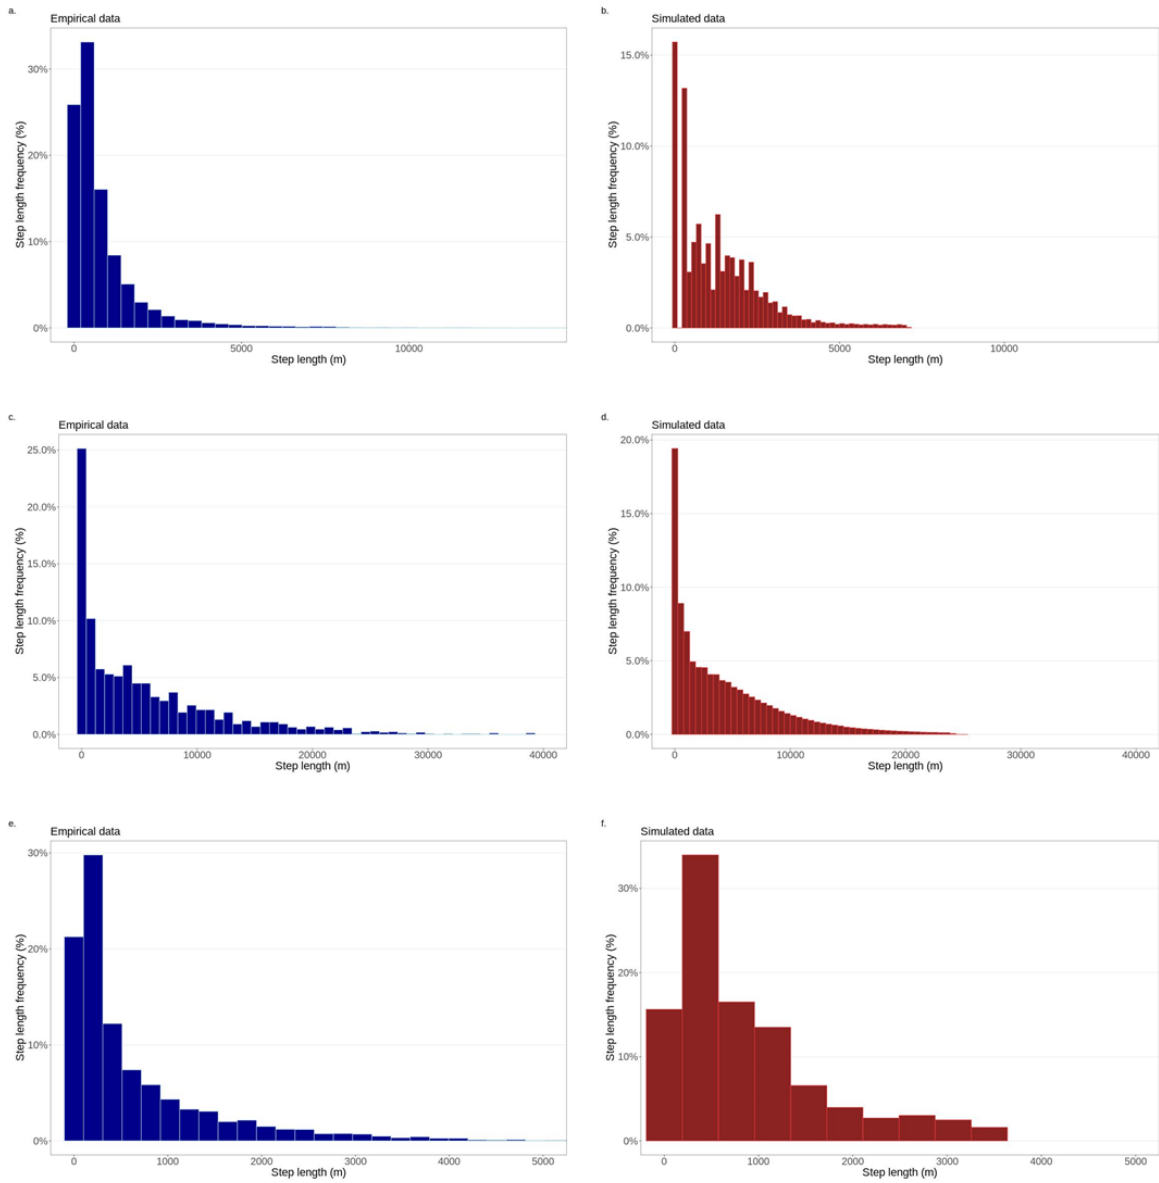 a.
Empirical data
30%
20%
10%
0%
Step length frequency (%)
0 5000 10000
Step length (m)
b.
Simulated data
15.0%
10.0%
5.0%
0.0%
Step length frequency (%)
0 5000 10000
Step length (m)
c.
Empirical data
25.0%
20.0%
15.0%
10.0%
5.0%
0.0%
Step length frequency (%)
0 10000 20000 30000 40000
Step length (m)
d.
Simulated data
20.0%
15.0%
10.0%
5.0%
0.0%
Step length frequency (%)
0 10000 20000 30000 40000
Step length (m)
e.
Empirical data
30%
20%
10%
0%
Step length frequency (%)
0 1000 2000 3000 4000 5000
Step length (m)
f.
Simulated data
30%
20%
10%
0%
Step length frequency (%)
0 1000 2000 3000 4000 5000
Step length (m)